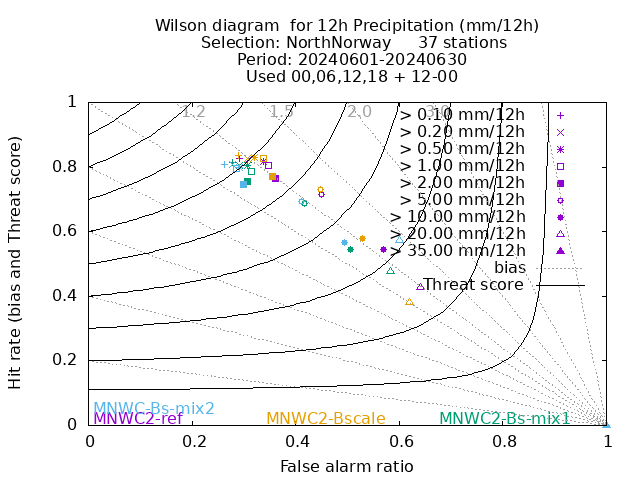 Wilson diagram  for 12h Precipitation (mm/12h)
Selection: NorthNorway     37 stations
Period: 20240601-20240630
Used 00,06,12,18 + 12-00
Hit rate (bias and Threat score)
1
0.8
0.6
0.4
0.2
0
1.2 1.5 2.0 3.0
> 0.10 mm/12h
> 0.20 mm/12h
> 0.50 mm/12h
> 1.00 mm/12h
> 2.00 mm/12h
> 5.00 mm/12h
> 10.00 mm/12h
> 20.00 mm/12h
> 35.00 mm/12h
bias
Threat score
MNWC-Bs-mix2
MNWC2-ref MNWC2-Bscale MNWC2-Bs-mix1
0 0.2 0.4 0.6 0.8 1
False alarm ratio